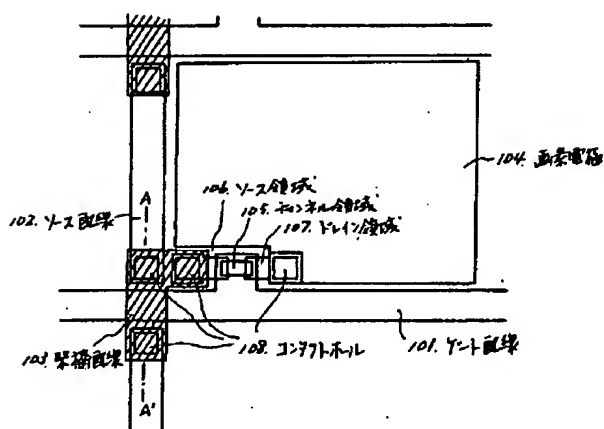 104. 画素電極
106. ソース領域
105. チャンネル領域
107. ドレイン領域
102. ソース配線
A
108. コンタクトホール
101. ゲート配線
103. 架橋配線
A'